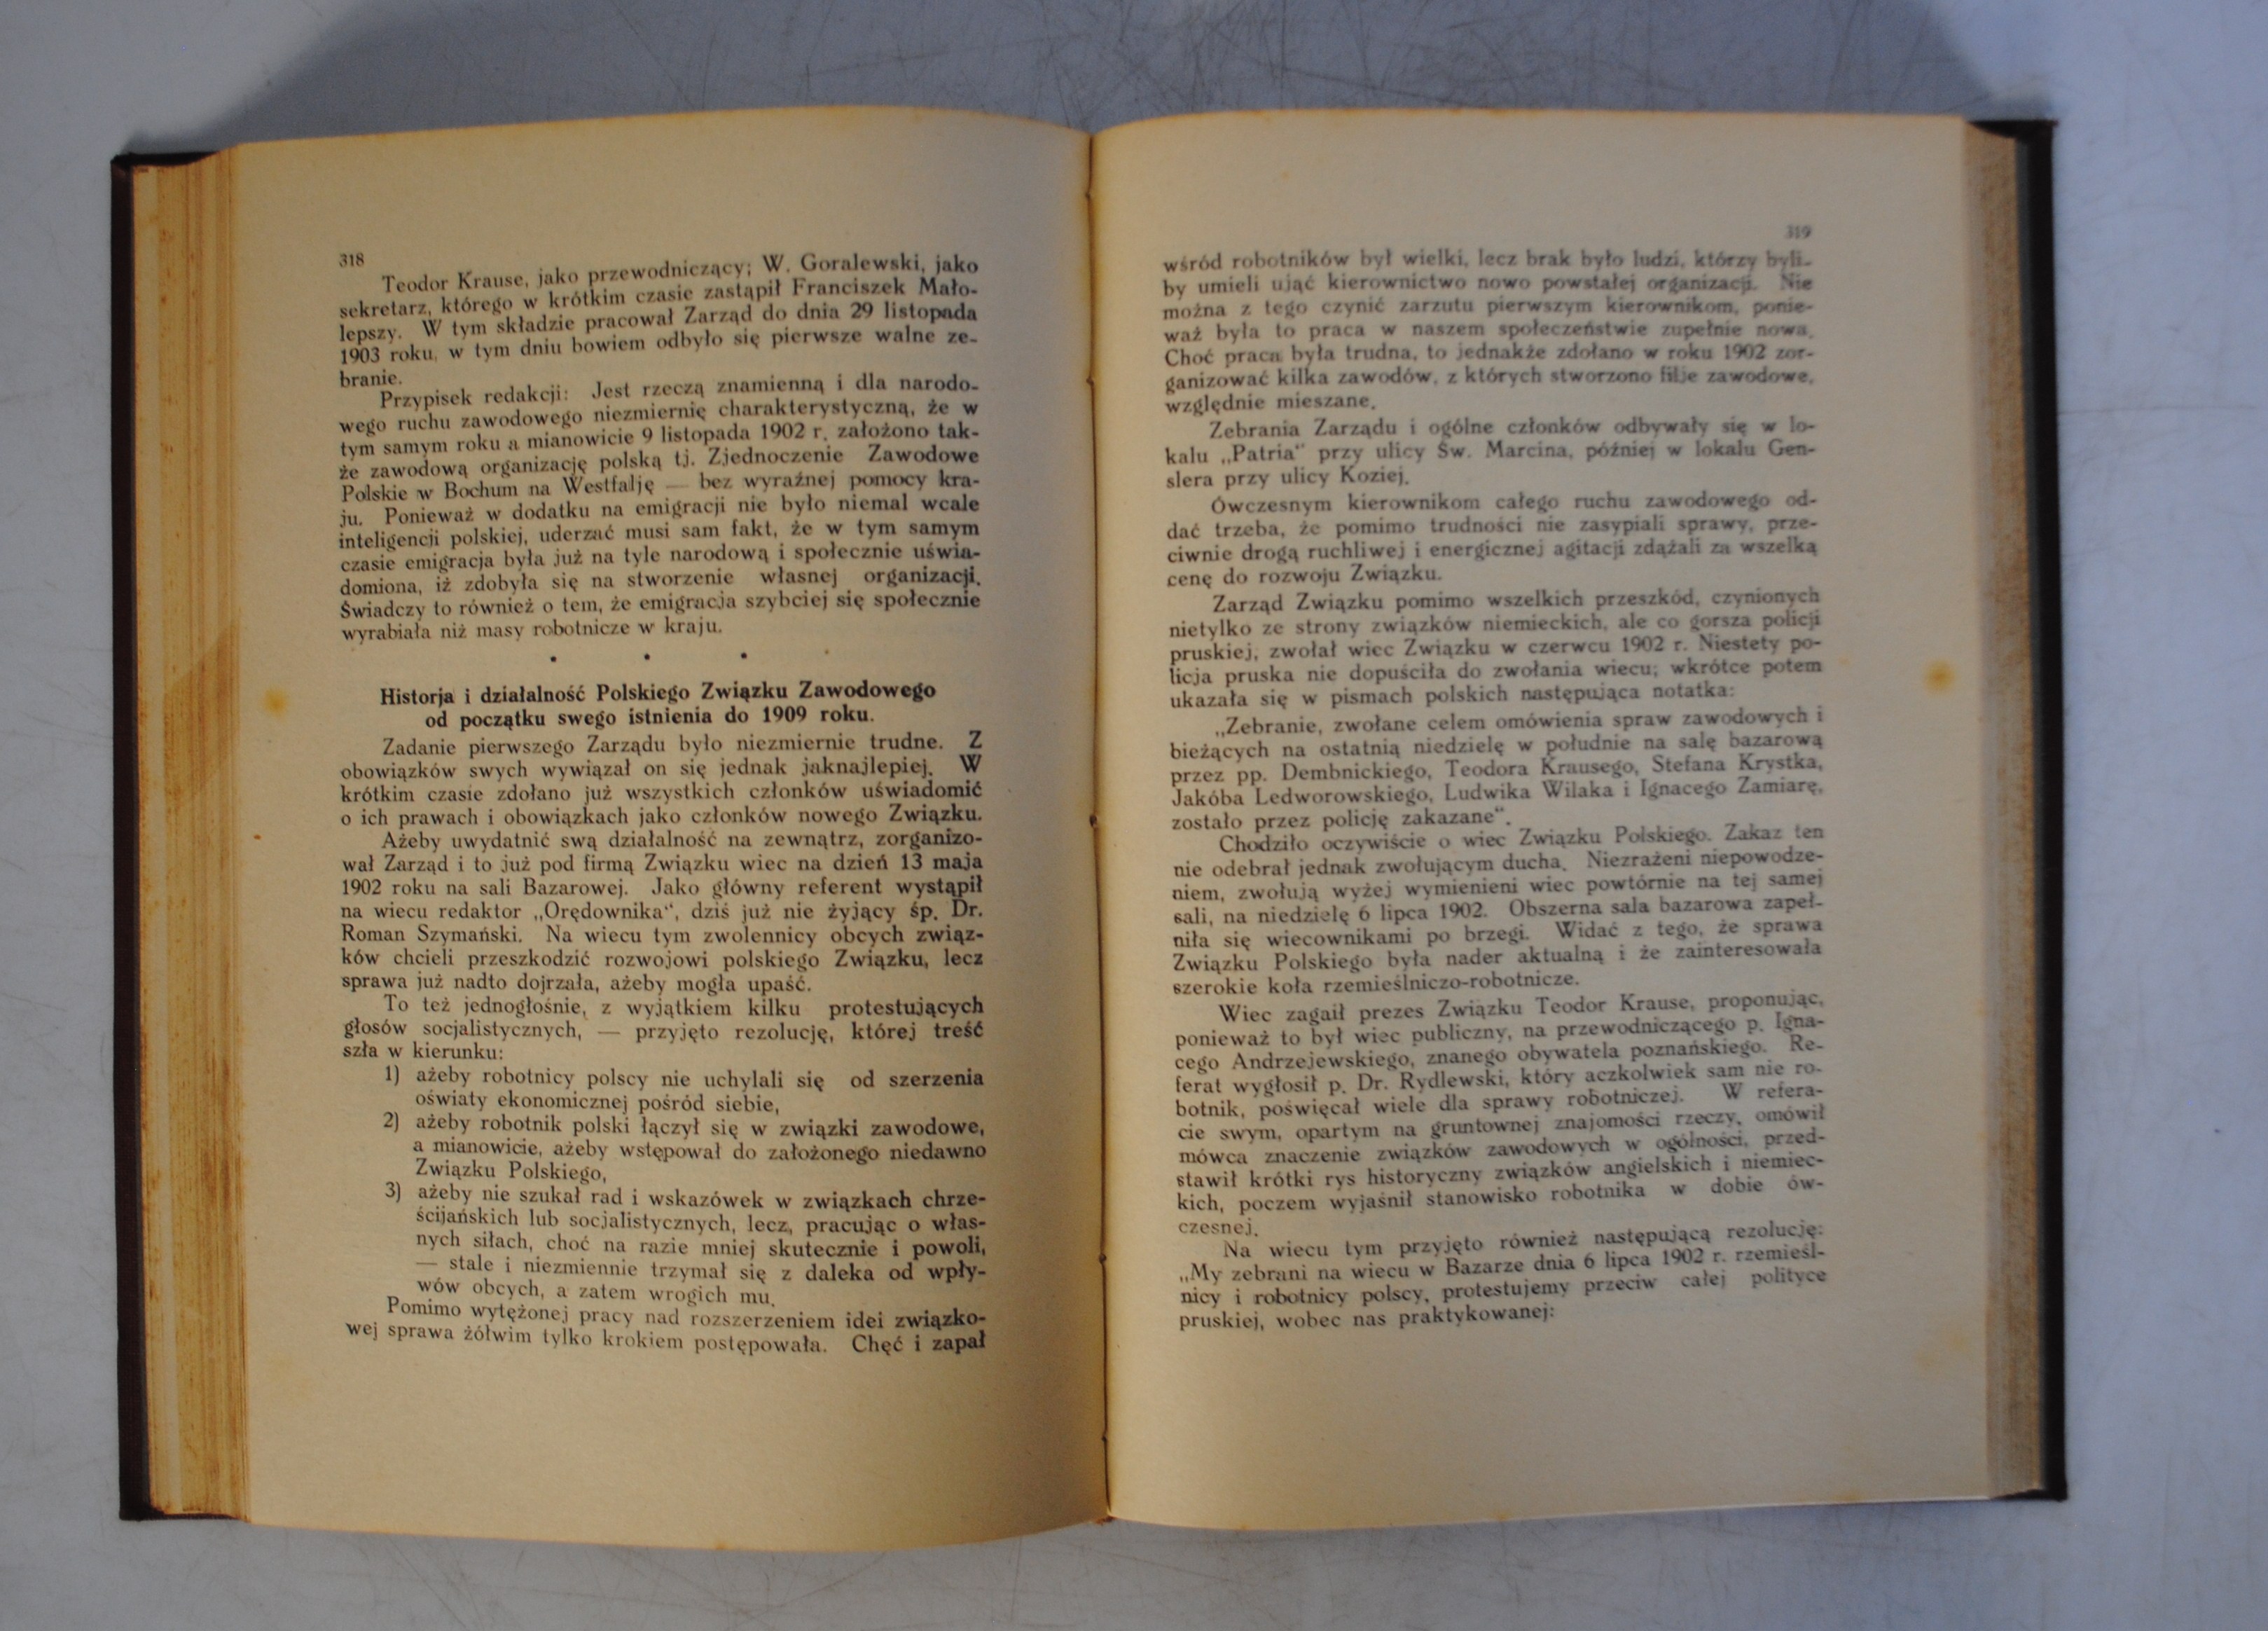 318
Teodor Krause, jako przewodniczący; W. Goralewski, jako
sekretarz, którego w krótkim czasie zastąpił Franciszek Mało-
lepszy. W tym składzie pracował Zarząd do dnia 29 listopada
1903 roku, w tym dniu bowiem odbyło się pierwsze walne ze-
branie.
Przypisek redakcji: Jest rzeczą znamienną i dla narodo-
wego ruchu zawodowego niezmiernię charakterystyczną, że w
tym samym roku a mianowicie 9 listopada 1902 r. założono tak-
że zawodową organizację polską tj. Zjednoczenie Zawodowe
Polskie w Bochum na Westfalję — bez wyraźnej pomocy kra-
ju. Ponieważ w dodatku na emigracji nie było niemal wcale
inteligencji polskiej, uderzać musi sam fakt, że w tym samym
czasie emigracja była już na tyle narodową i społecznie uświa-
domiona, iż zdobyła się na stworzenie własnej organizacji.
Świadczy to również o tem, że emigracja szybciej się społecznie
wyrabiała niż masy robotnicze w kraju.
• • •
Historja i działalność Polskiego Związku Zawodowego
od początku swego istnienia do 1909 roku.
Zadanie pierwszego Zarządu było niezmiernie trudne. Z
obowiązków swych wywiązał on się jednak jaknajlepiej. W
krótkim czasie zdołano już wszystkich członków uświadomić
o ich prawach i obowiązkach jako członków nowego Związku.
Ażeby uwydatnić swą działalność na zewnątrz, zorganizo-
wał Zarząd i to już pod firmą Związku wiec na dzień 13 maja
1902 roku na sali Bazarowej. Jako główny referent wystąpił
na wiecu redaktor „Orędownika“, dziś już nie żyjący śp. Dr.
Roman Szymański. Na wiecu tym zwolennicy obcych związ-
ków chcieli przeszkodzić rozwojowi polskiego Związku, lecz
sprawa już nadto dojrzała, ażeby mogła upaść.
To też jednogłośnie, z wyjątkiem kilku protestujących
głosów socjalistycznych, — przyjęto rezolucję, której treść
szła w kierunku:
1) ażeby robotnicy polscy nie uchylali się od szerzenia
oświaty ekonomicznej pośród siebie,
2) ażeby robotnik polski łączył się w związki zawodowe,
a mianowicie, ażeby wstępował do założonego niedawno
Związku Polskiego,
3) ażeby nie szukał rad i wskazówek w związkach chrze-
ścijańskich lub socjalistycznych, lecz, pracując o włas-
nych siłach, choć na razie mniej skutecznie i powoli,
— stale i niezmiennie trzymał się z daleka od wpły-
wów obcych, a zatem wrogich mu.
Pomimo wytężonej pracy nad rozszerzeniem idei związko-
wej sprawa żółwim tylko krokiem postępowała. Chęć i zapał
319
wśród robotników był wielki, lecz brak było ludzi, którzy byli-
by umieli ująć kierownictwo nowo powstałej organizacji. Nie
można z tego czynić zarzutu pierwszym kierownikom, ponie-
waż była to praca w naszem społeczeństwie zupełnie nowa.
Choć praca była trudna, to jednakże zdołano w roku 1902 zor-
ganizować kilka zawodów, z których stworzono filje zawodowe,
względnie mieszane.
Zebrania Zarządu i ogólne członków odbywały się w lo-
kalu „Patria“ przy ulicy Św. Marcina, później w lokalu Gen-
slera przy ulicy Koziej.
Ówczesnym kierownikom całego ruchu zawodowego od-
dać trzeba, że pomimo trudności nie zasypiali sprawy, prze-
ciwnie drogą ruchliwej i energicznej agitacji zdążali za wszelką
cenę do rozwoju Związku.
Zarząd Związku pomimo wszelkich przeszkód, czynionych
nietylko ze strony związków niemieckich, ale co gorsza policji
pruskiej, zwołał wiec Związku w czerwcu 1902 r. Niestety po-
licja pruska nie dopuściła do zwołania wiecu; wkrótce potem
ukazała się w pismach polskich następująca notatka:
„Zebranie, zwołane celem omówienia spraw zawodowych i
bieżących na ostatnią niedzielę w południe na salę bazarową
przez pp. Dembnickiego, Teodora Krausego, Stefana Krystka,
Jakóba Ledworowskiego, Ludwika Wilaka i Ignacego Zamiarę,
zostało przez policję zakazane“.
Chodziło oczywiście o wiec Związku Polskiego. Zakaz ten
nie odebrał jednak zwołującym ducha. Niezrażeni niepowodze-
niem, zwołują wyżej wymienieni wiec powtórnie na tej samej
sali, na niedzielę 6 lipca 1902. Obszerna sala bazarowa zapeł-
niła się wiecownikami po brzegi. Widać z tego, że sprawa
Związku Polskiego była nader aktualną i że zainteresowała
szerokie koła rzemieślniczo-robotnicze.
Wiec zagaił prezes Związku Teodor Krause, proponując,
ponieważ to był wiec publiczny, na przewodniczącego p. Igna-
cego Andrzejewskiego, znanego obywatela poznańskiego. Re-
ferat wygłosił p. Dr. Rydlewski, który aczkolwiek sam nie ro-
botnik, poświęcał wiele dla sprawy robotniczej. W refera-
cie swym, opartym na gruntownej znajomości rzeczy, omówił
mówca znaczenie związków zawodowych w ogólności, przed-
stawił krótki rys historyczny związków angielskich i niemiec-
kich, poczem wyjaśnił stanowisko robotnika w dobie ów-
czesnej.
Na wiecu tym przyjęto również następującą rezolucję:
„My zebrani na wiecu w Bazarze dnia 6 lipca 1902 r. rzemieśl-
nicy i robotnicy polscy, protestujemy przeciw całej polityce
pruskiej, wobec nas praktykowanej: